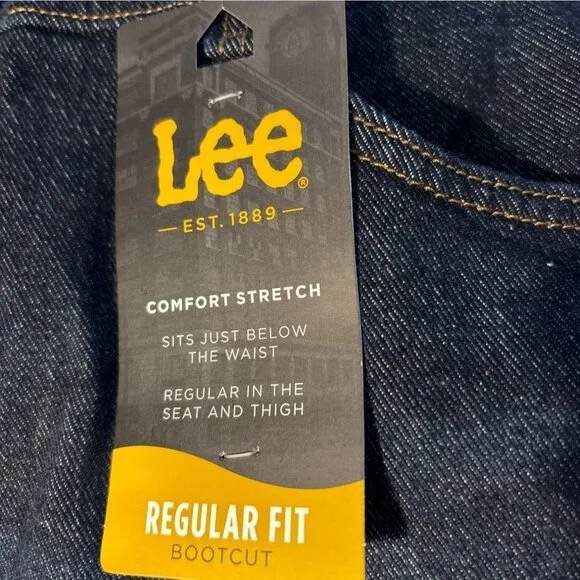 Lee®
EST. 1889
COMFORT STRETCH
SITS JUST BELOW
THE WAIST
REGULAR IN THE
SEAT AND THIGH
REGULAR FIT
BOOTCUT